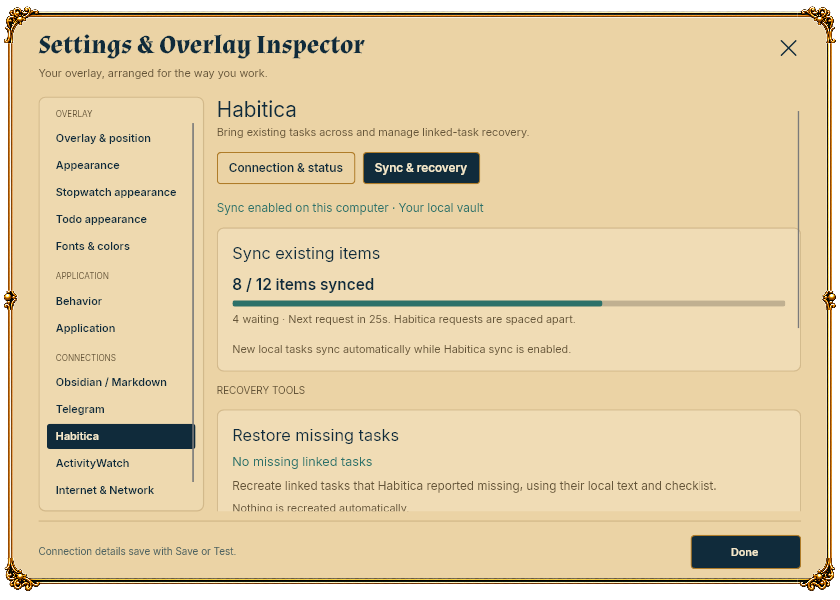 Settings & Overlay Inspector
Your overlay, arranged for the way you work.
OVERLAY
Overlay & position
Appearance
Stopwatch appearance
Todo appearance
Fonts & colors
APPLICATION
Behavior
Application
CONNECTIONS
Obsidian / Markdown
Telegram
Habitica
ActivityWatch
Internet & Network
Habitica
Bring existing tasks across and manage linked-task recovery.
Connection & status
Sync & recovery
Sync enabled on this computer · Your local vault
Sync existing items
8 / 12 items synced
4 waiting · Next request in 25s. Habitica requests are spaced apart.
New local tasks sync automatically while Habitica sync is enabled.
RECOVERY TOOLS
Restore missing tasks
No missing linked tasks
Recreate linked tasks that Habitica reported missing, using their local text and checklist.
Nothing is recreated automatically
Connection details save with Save or Test.
Done